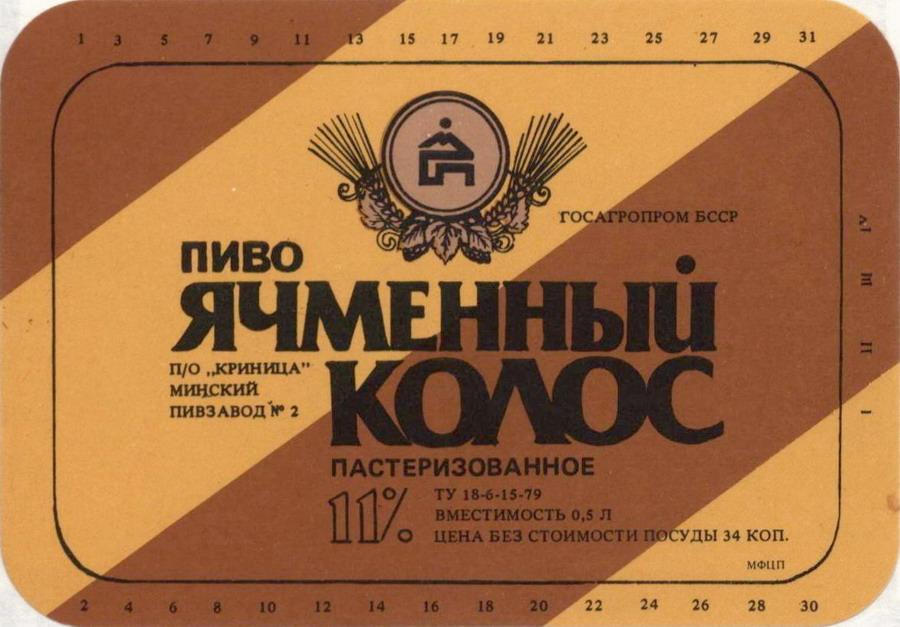 1 3 5 7 9 11 13 15 17 19 21 23 25 27 29 31
ГОСАГРОПРОМ БССР
ПИВО
ЯЧМЕННЫЙ
КОЛОС
П/О „КРИНИЦА”
МИНСКИЙ
ПИВЗАВОД № 2
ПАСТЕРИЗОВАННОЕ
11%
ТУ 18-6-15-79
ВМЕСТИМОСТЬ 0,5 Л
ЦЕНА БЕЗ СТОИМОСТИ ПОСУДЫ 34 КОП.
МФЦП
I II III IV
2 4 6 8 10 12 14 16 18 20 22 24 26 28 30